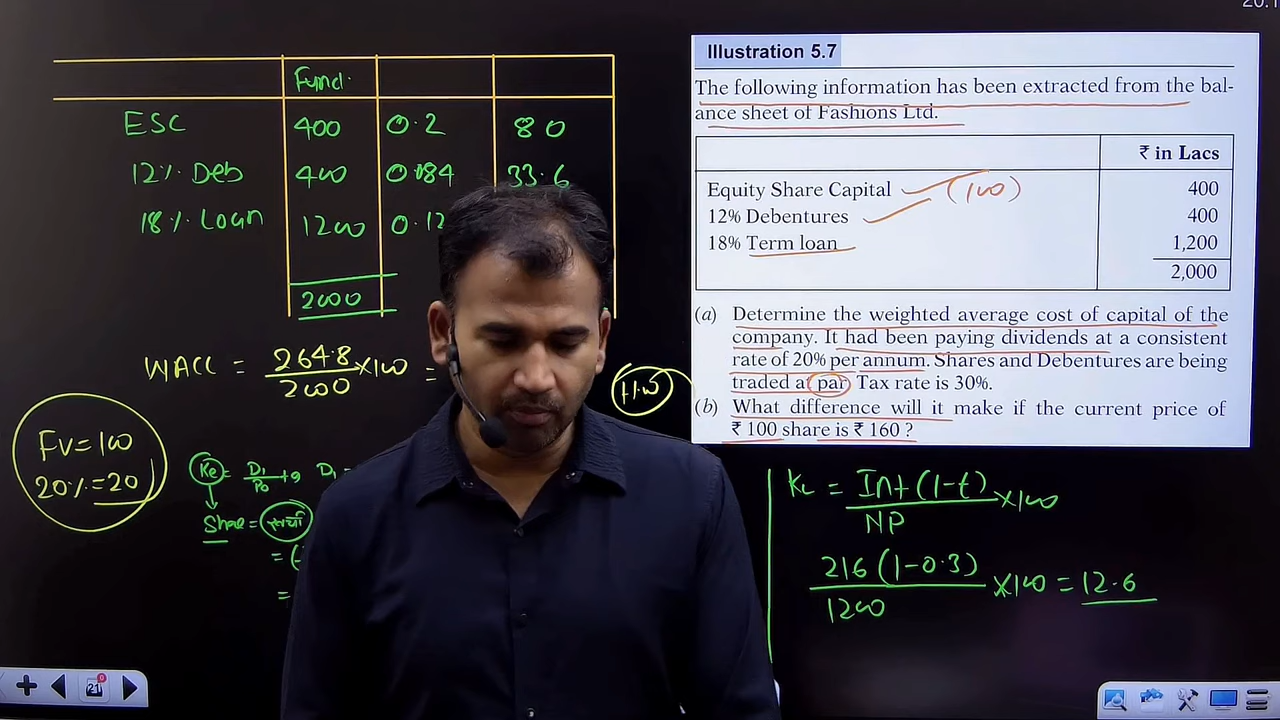 Fund
ESC 400 0.2 80
12% Deb 400 0.084 33.6
18% Loan 1200 0.12
2000
WACC = 264.8 / 2000 × 100 =
FV = 100
20% = 20
Ke = D1 / P0 + g D1 =
Share =
= (
=
Illustration 5.7
The following information has been extracted from the bal-
ance sheet of Fashions Ltd.
₹ in Lacs
Equity Share Capital (100) 400
12% Debentures 400
18% Term loan 1,200
2,000
(a) Determine the weighted average cost of capital of the
company. It had been paying dividends at a consistent
rate of 20% per annum. Shares and Debentures are being
traded at par Tax rate is 30%.
(b) What difference will it make if the current price of
₹ 100 share is ₹ 160 ?
Int (1-t) / NP × 100
216 (1-0.3) / 1200 × 100 = 12.6
21